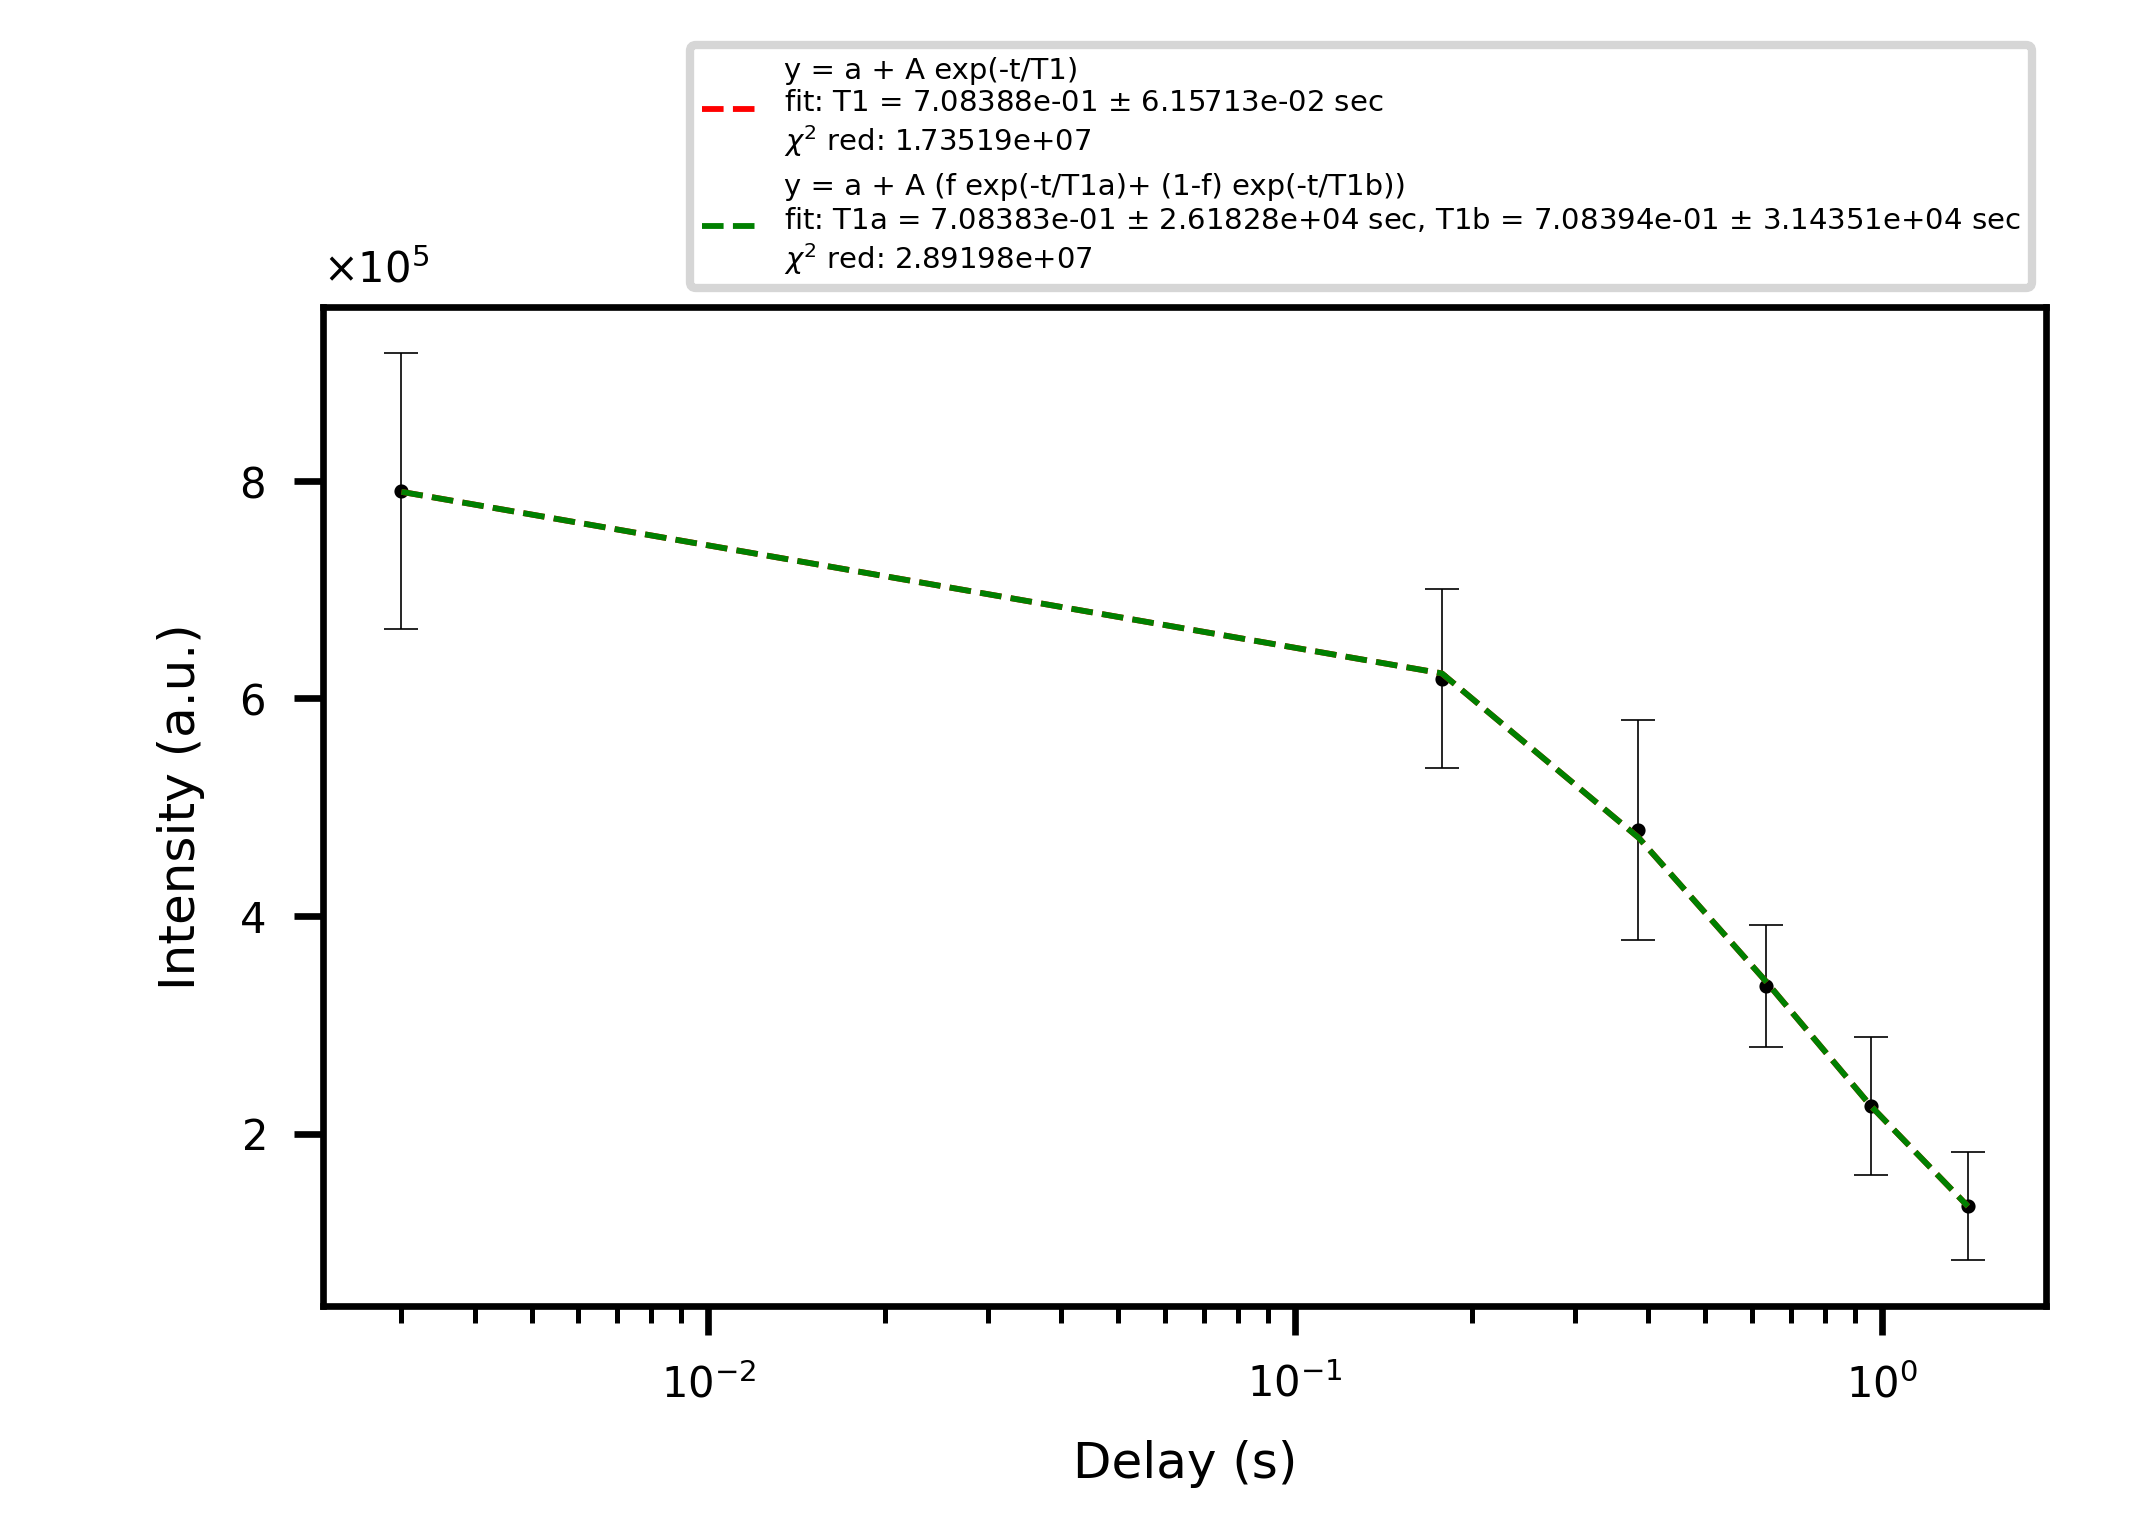 y = a + A exp(-t/T1)
fit: T1 = 7.08388e-01 ± 6.15713e-02 sec
χ² red: 1.73519e+07
y = a + A (f exp(-t/T1a)+ (1-f) exp(-t/T1b))
fit: T1a = 7.08383e-01 ± 2.61828e+04 sec, T1b = 7.08394e-01 ± 3.14351e+04 sec
χ² red: 2.89198e+07
×10⁵
8
6
4
2
Intensity (a.u.)
10⁻² 10⁻¹ 10⁰
Delay (s)